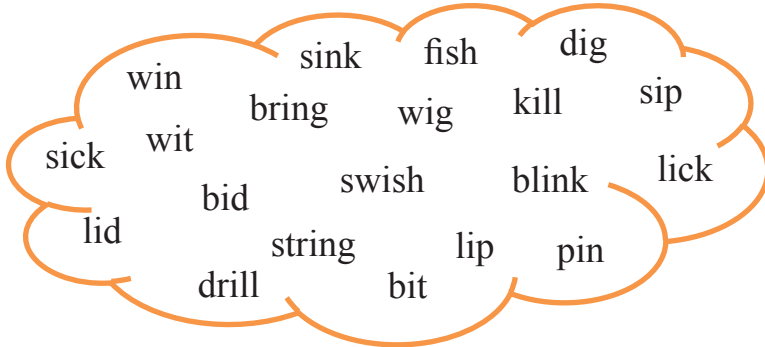 sink fish dig
win
bring wig kill sip
wit
sick
swish blink lick
bid
lid
string lip pin
drill bit